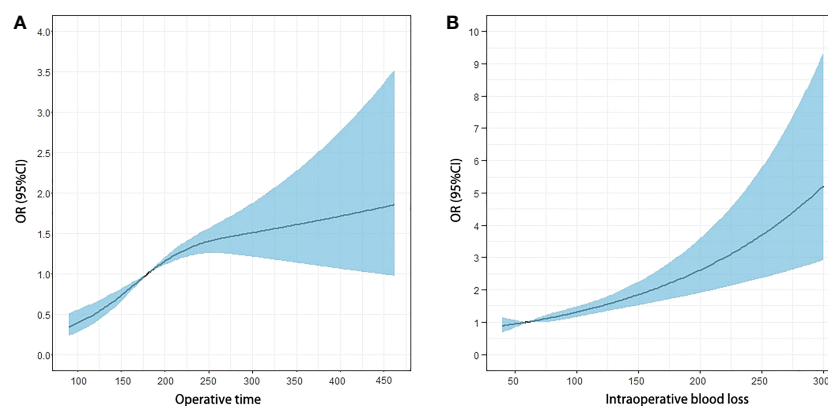 A
4.0
3.5
3.0
2.5
2.0
1.5
1.0
0.5
0.0
OR (95%CI)
100 150 200 250 300 350 400 450
Operative time
B
10
9
8
7
6
5
4
3
2
1
0
OR (95%CI)
50 100 150 200 250 300
Intraoperative blood loss